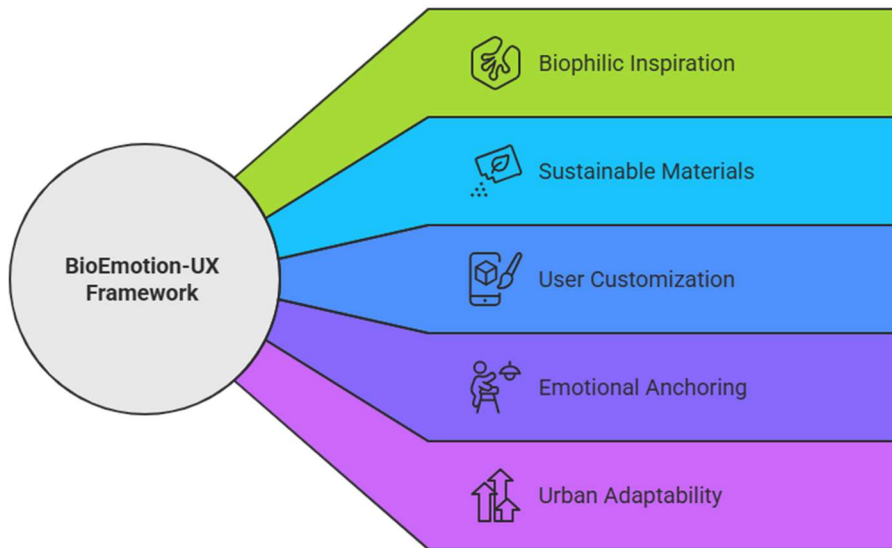 BioEmotion-UX
Framework
Biophilic Inspiration
Sustainable Materials
User Customization
Emotional Anchoring
Urban Adaptability